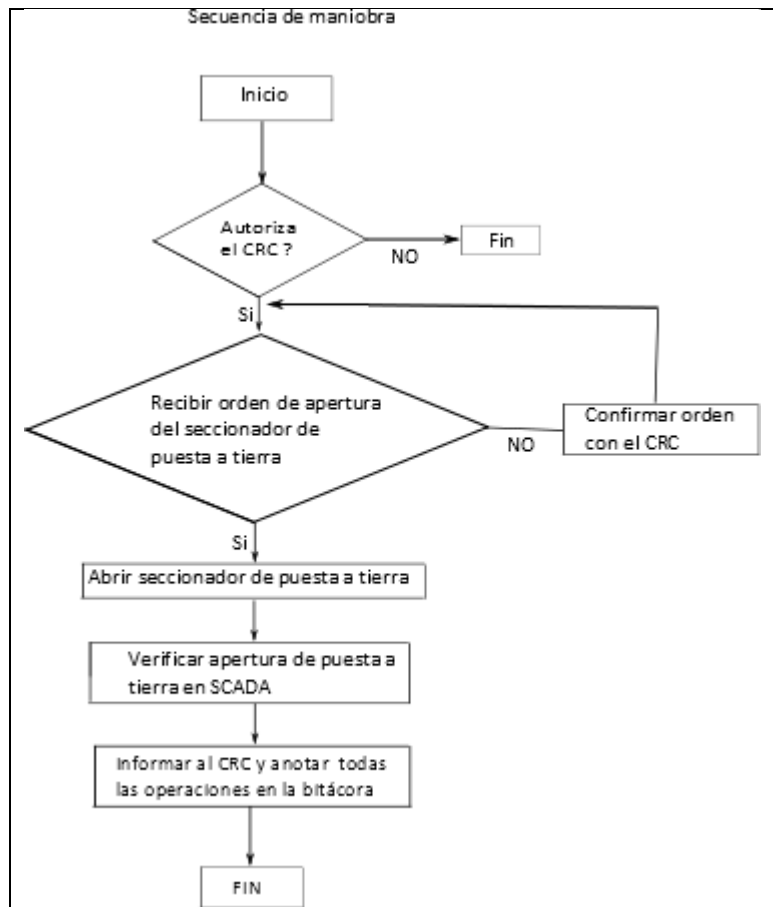 Secuencia de maniobra
Inicio
Autoriza
el CRC ?
NO
Fin
Si
Recibir orden de apertura
del seccionador de
puesta a tierra
NO
Confirmar orden
con el CRC
Si
Abrir seccionador de puesta a tierra
Verificar apertura de puesta a
tierra en SCADA
Informar al CRC y anotar todas
las operaciones en la bitácora
FIN